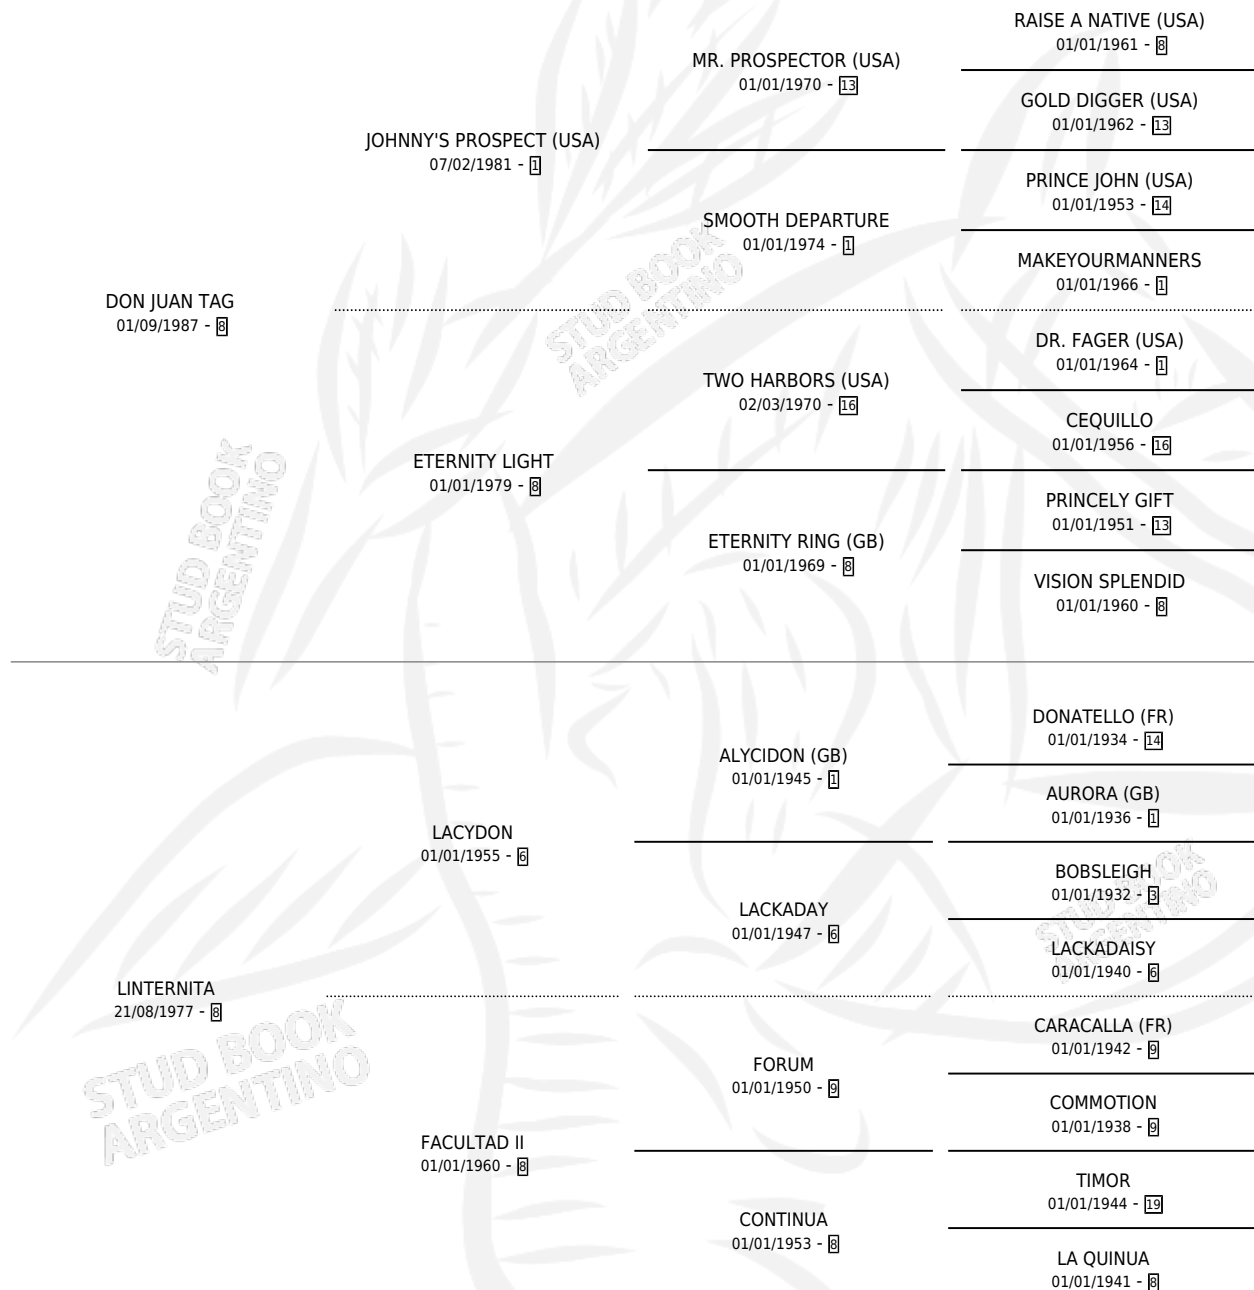 DON JUAN TAG
01/09/1987 - 8
JOHNNY'S PROSPECT (USA)
07/02/1981 - 1
MR. PROSPECTOR (USA)
01/01/1970 - 13
RAISE A NATIVE (USA)
01/01/1961 - 8
GOLD DIGGER (USA)
01/01/1962 - 13
SMOOTH DEPARTURE
01/01/1974 - 1
PRINCE JOHN (USA)
01/01/1953 - 14
MAKEYOURMANNERS
01/01/1966 - 1
ETERNITY LIGHT
01/01/1979 - 8
TWO HARBORS (USA)
02/03/1970 - 16
DR. FAGER (USA)
01/01/1964 - 1
CEQUILLO
01/01/1956 - 16
ETERNITY RING (GB)
01/01/1969 - 8
PRINCELY GIFT
01/01/1951 - 13
VISION SPLENDID
01/01/1960 - 8
LINTERNITA
21/08/1977 - 8
LACYDON
01/01/1955 - 6
ALYCIDON (GB)
01/01/1945 - 1
DONATELLO (FR)
01/01/1934 - 14
AURORA (GB)
01/01/1936 - 1
LACKADAY
01/01/1947 - 6
BOBSLEIGH
01/01/1932 - 3
LACKADAISY
01/01/1940 - 6
FACULTAD II
01/01/1960 - 8
FORUM
01/01/1950 - 9
CARACALLA (FR)
01/01/1942 - 9
COMMOTION
01/01/1938 - 9
CONTINUA
01/01/1953 - 8
TIMOR
01/01/1944 - 19
LA QUINUA
01/01/1941 - 8
STUD BOOK
ARGENTINO
STUD BOOK
ARGENTINO
STUD BOOK
ARGENTINO
STUD BOOK
ARGENTINO